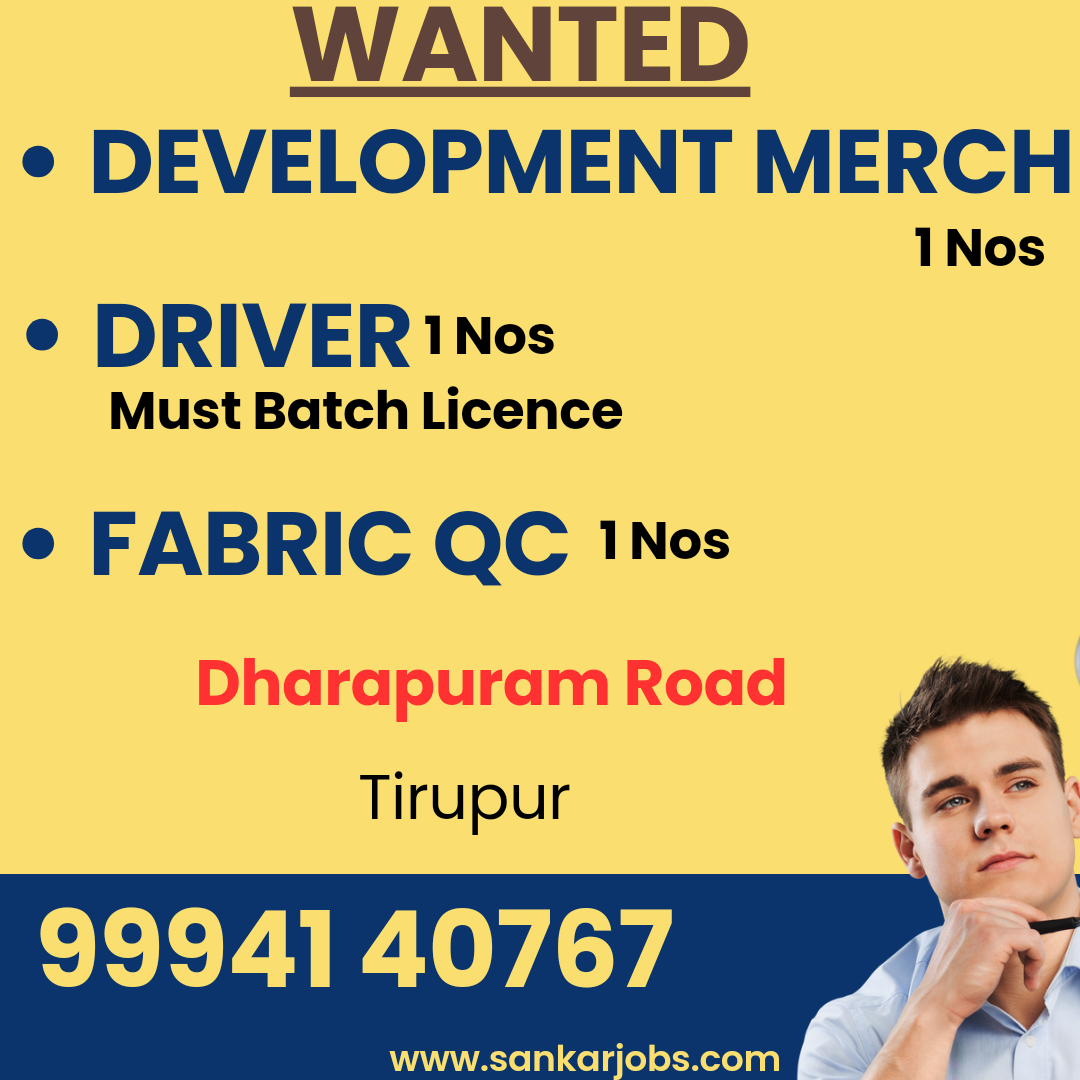 WANTED
• DEVELOPMENT MERCH
1 Nos
• DRIVER 1 Nos
Must Batch Licence
• FABRIC QC 1 Nos
Dharapuram Road
Tirupur
99941 40767
www.sankarjobs.com